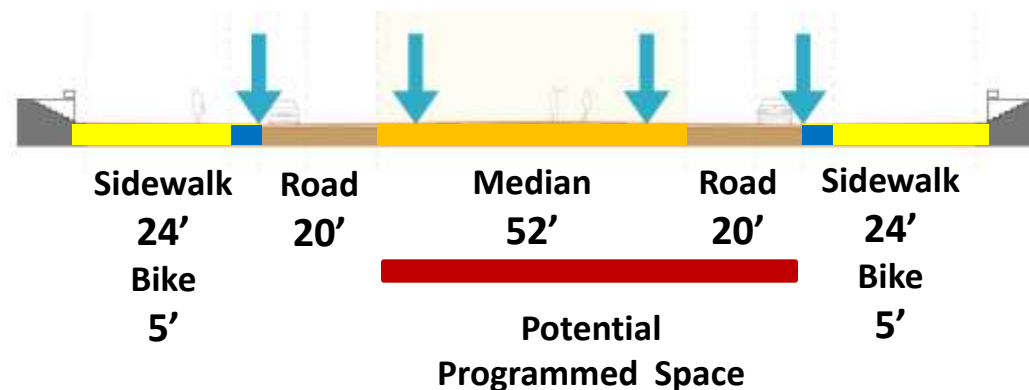 Sidewalk
24’
Bike
5’
Road
20’
Median
52’
Road
20’
Sidewalk
24’
Bike
5’
Potential
Programmed Space